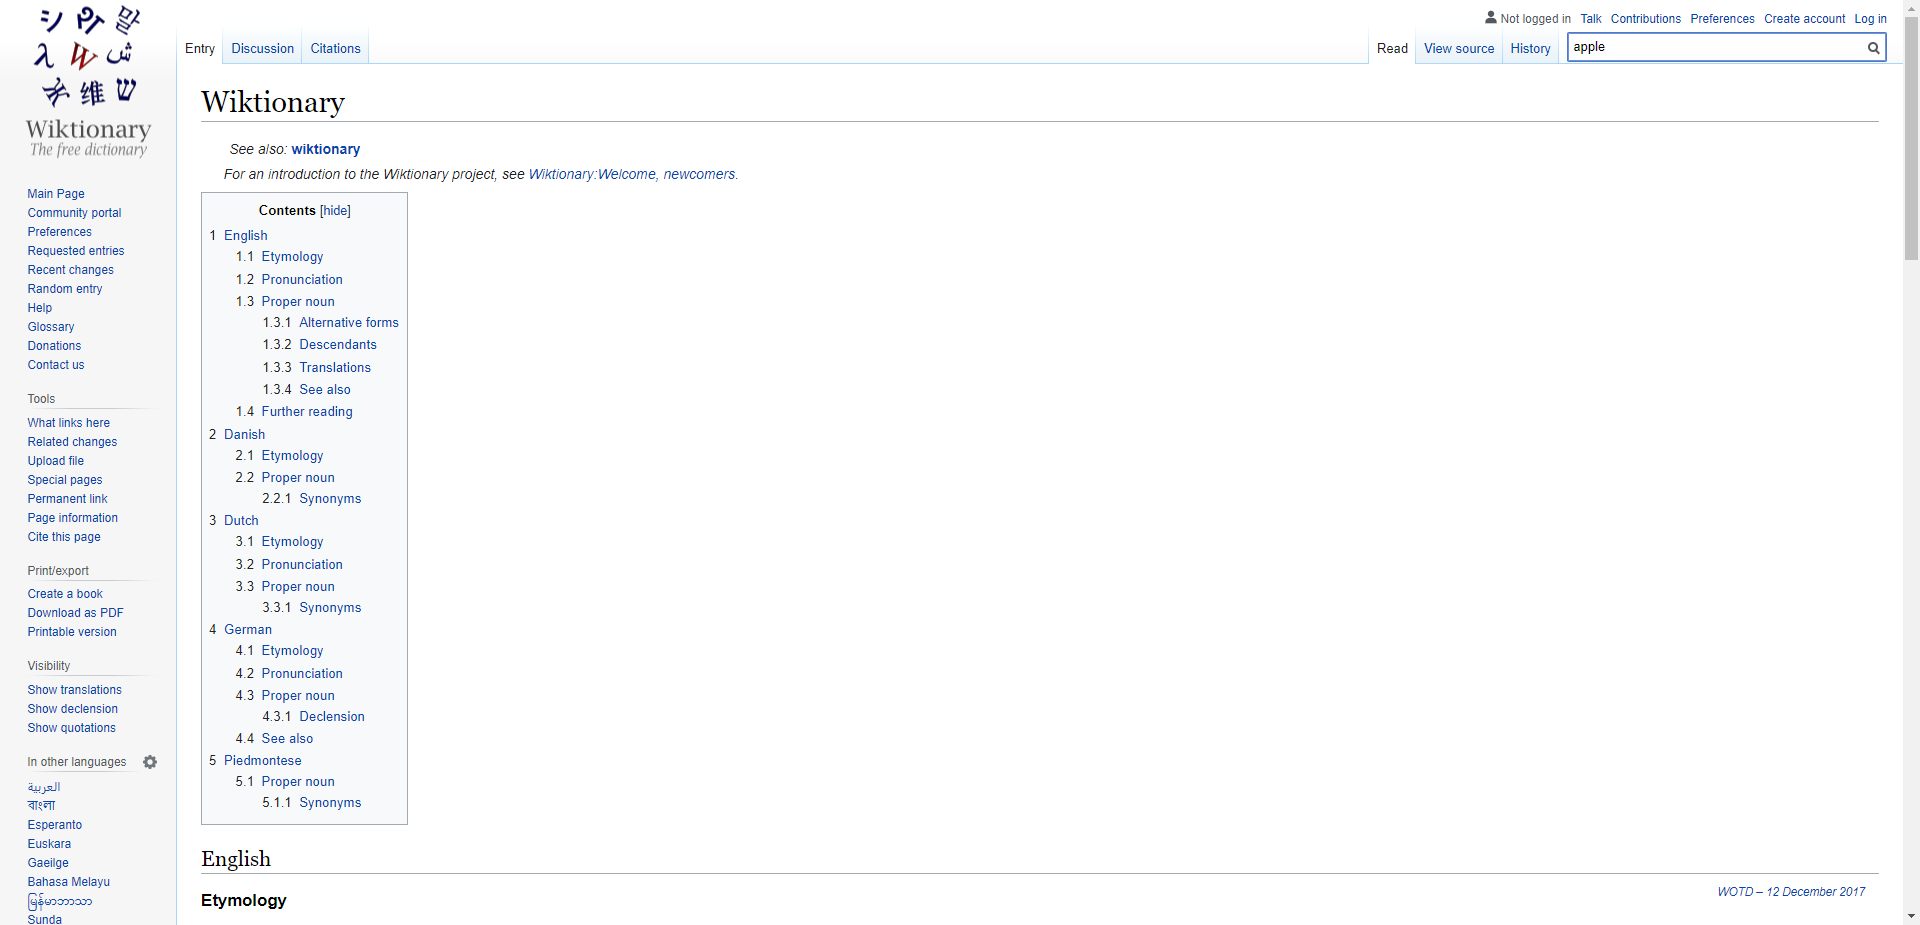 シ ויקי 말
λ W ش
维 ש
Wiktionary
The free dictionary
Main Page
Community portal
Preferences
Requested entries
Recent changes
Random entry
Help
Glossary
Donations
Contact us
Tools
What links here
Related changes
Upload file
Special pages
Permanent link
Page information
Cite this page
Print/export
Create a book
Download as PDF
Printable version
Visibility
Show translations
Show declension
Show quotations
In other languages
العربية
বাংলা
Esperanto
Euskara
Gaeilge
Bahasa Melayu
မြန်မာဘာသာ
Sunda
Not logged in Talk Contributions Preferences Create account Log in
Entry Discussion Citations Read View source History apple
Wiktionary
See also: wiktionary
For an introduction to the Wiktionary project, see Wiktionary:Welcome, newcomers.
Contents [hide]
1 English
1.1 Etymology
1.2 Pronunciation
1.3 Proper noun
1.3.1 Alternative forms
1.3.2 Descendants
1.3.3 Translations
1.3.4 See also
1.4 Further reading
2 Danish
2.1 Etymology
2.2 Proper noun
2.2.1 Synonyms
3 Dutch
3.1 Etymology
3.2 Pronunciation
3.3 Proper noun
3.3.1 Synonyms
4 German
4.1 Etymology
4.2 Pronunciation
4.3 Proper noun
4.3.1 Declension
4.4 See also
5 Piedmontese
5.1 Proper noun
5.1.1 Synonyms
English
WOTD – 12 December 2017
Etymology